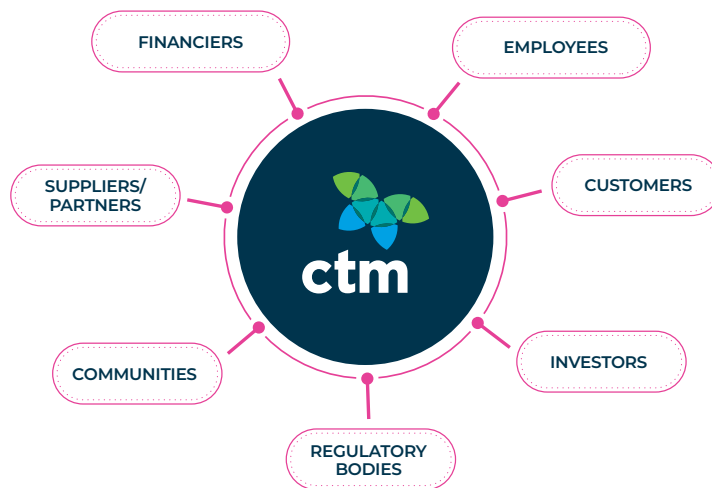 FINANCIERS
EMPLOYEES
SUPPLIERS/
PARTNERS
CUSTOMERS
ctm
COMMUNITIES
INVESTORS
REGULATORY
BODIES